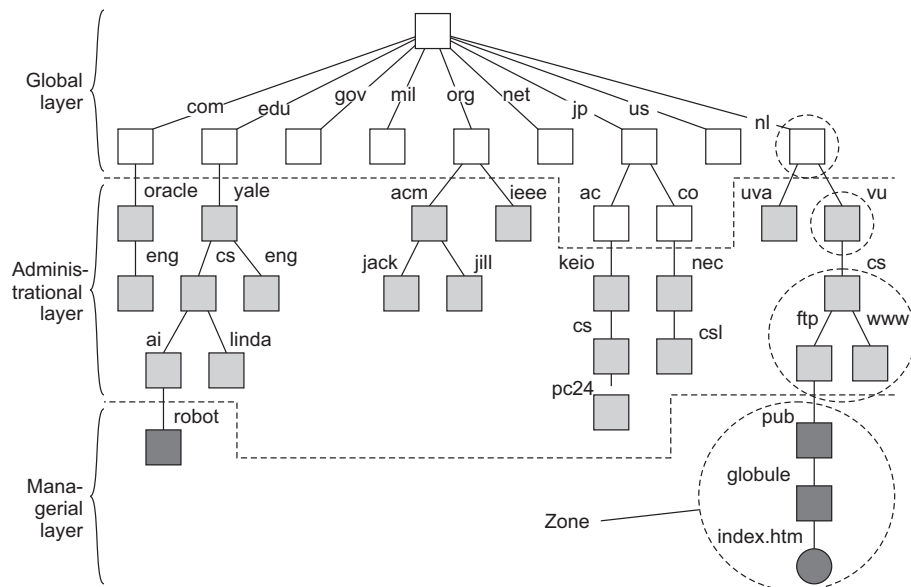 Global
layer
com
edu
gov
mil
org
net
jp
us
nl
oracle
yale
acm
ieee
ac
co
uva
vu
Adminis-
trational
layer
eng
cs
eng
jack
jill
keio
nec
cs
ai
linda
cs
csl
ftp
www
pc24
robot
pub
Mana-
gerial
layer
globule
Zone
index.htm